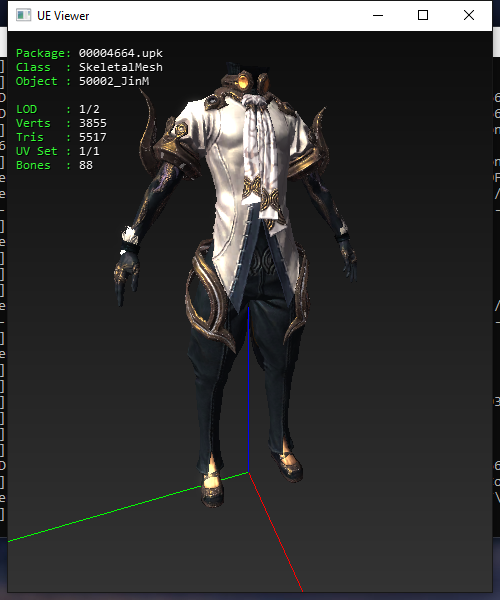 UE Viewer
Package: 00004664.upk
Class : SkeletalMesh
Object : 50002_JinM
LOD : 1/2
Verts : 3855
Tris : 5517
UV Set : 1/1
Bones : 88